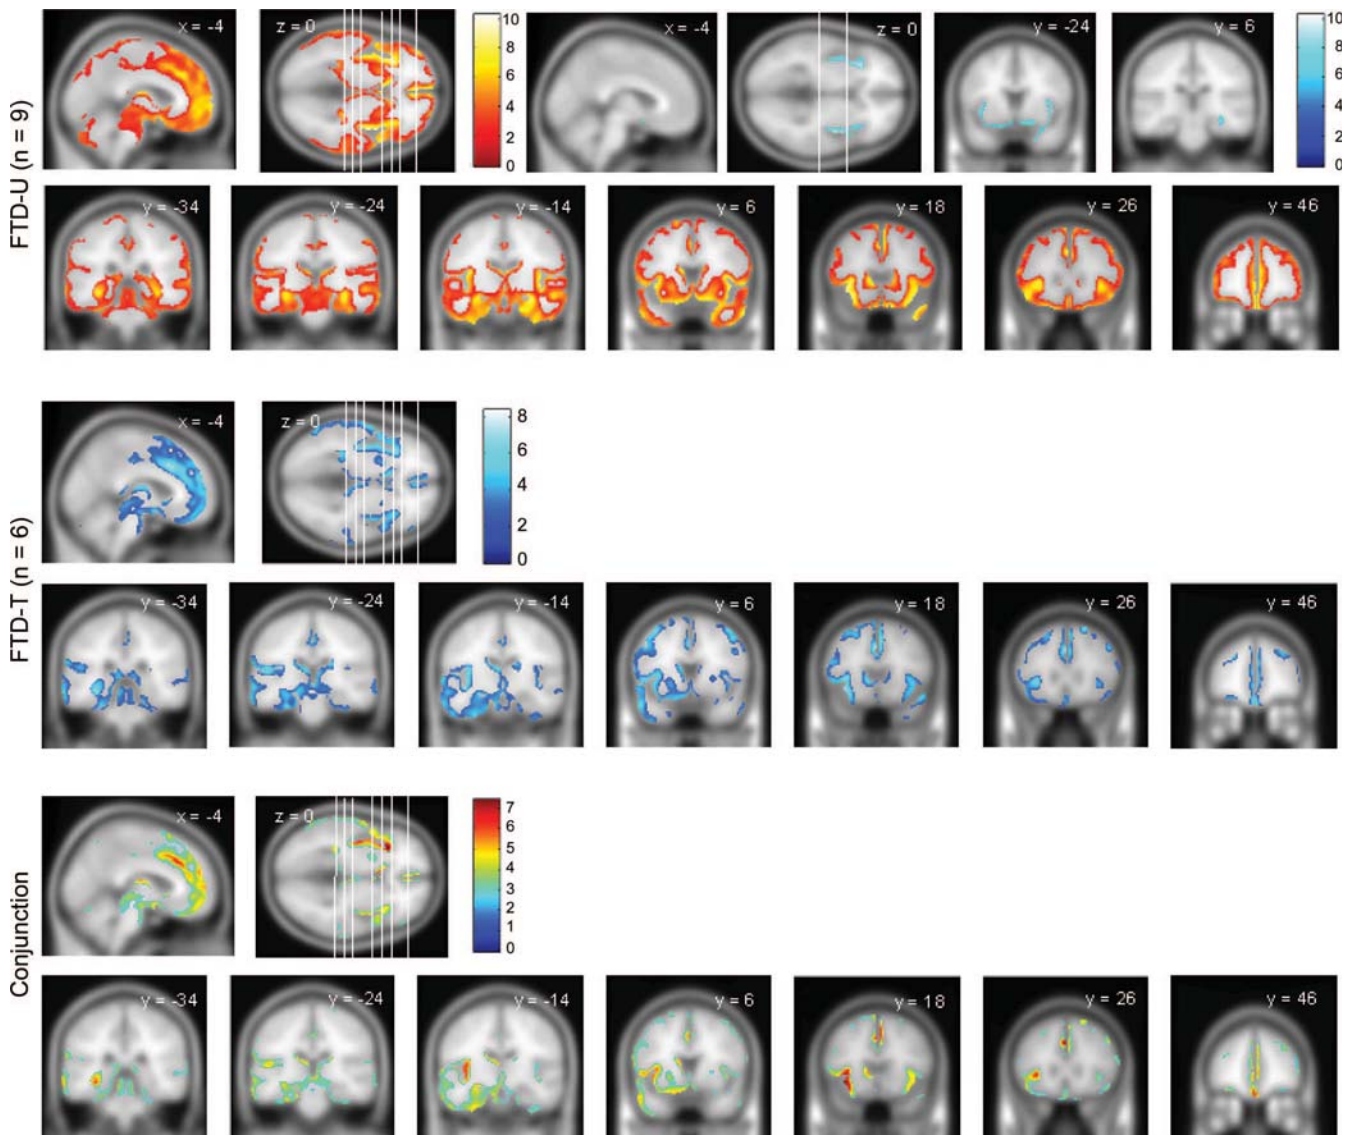 FTD-U (n = 9)
x = -4
z = 0
10
8
6
4
2
0
x = -4
z = 0
y = -24
y = 6
10
8
6
4
2
0
y = -34
y = -24
y = -14
y = 6
y = 18
y = 26
y = 46
FTD-T (n = 6)
x = -4
z = 0
8
6
4
2
0
y = -34
y = -24
y = -14
y = 6
y = 18
y = 26
y = 46
Conjunction
x = -4
z = 0
7
6
5
4
3
2
1
0
y = -34
y = -24
y = -14
y = 6
y = 18
y = 26
y = 46